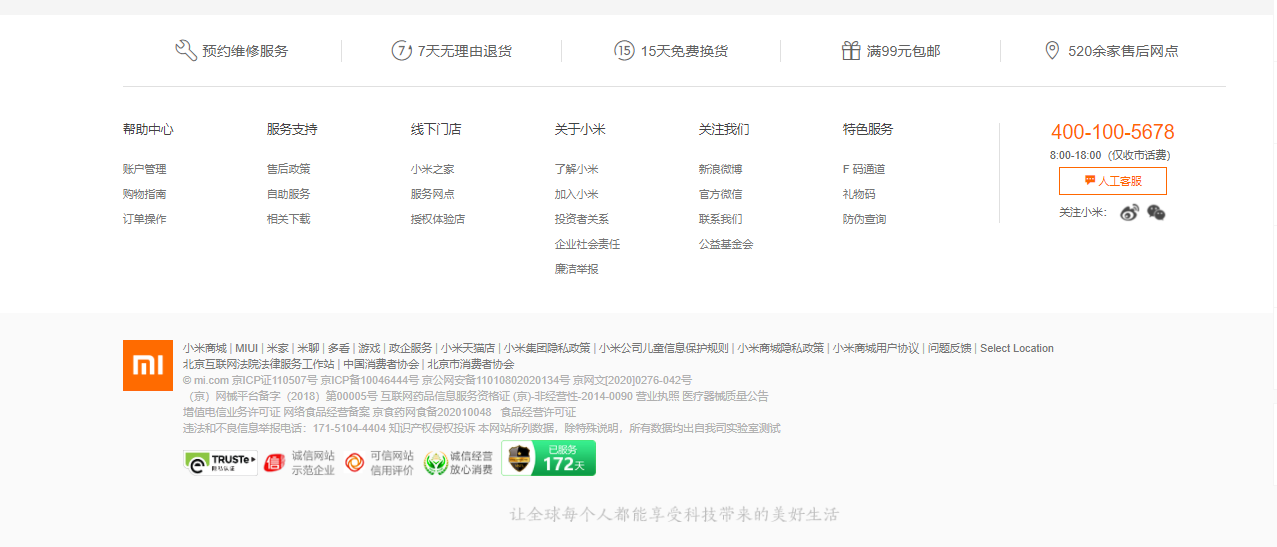 预约维修服务 7 7天无理由退货 15 15天免费换货 满99元包邮 520余家售后网点
帮助中心 服务支持 线下门店 关于小米 关注我们 特色服务 400-100-5678
8:00-18:00（仅收市话费）
账户管理 售后政策 小米之家 了解小米 新浪微博 F 码通道 人工客服
购物指南 自助服务 服务网点 加入小米 官方微信 礼物码
订单操作 相关下载 授权体验店 投资者关系 联系我们 防伪查询 关注小米：
企业社会责任 公益基金会
廉洁举报
mi
小米商城 | MIUI | 米家 | 米聊 | 多看 | 游戏 | 政企服务 | 小米天猫店 | 小米集团隐私政策 | 小米公司儿童信息保护规则 | 小米商城隐私政策 | 小米商城用户协议 | 问题反馈 | Select Location
北京互联网法院法律服务工作站 | 中国消费者协会 | 北京市消费者协会
© mi.com 京ICP证110507号 京ICP备10046444号 京公网安备11010802020134号 京网文[2020]0276-042号
（京）网械平台备字（2018）第00005号 互联网药品信息服务资格证 (京)-非经营性-2014-0090 营业执照 医疗器械质量公告
增值电信业务许可证 网络食品经营备案 京食药网食备202010048 食品经营许可证
违法和不良信息举报电话：171-5104-4404 知识产权侵权投诉 本网站所列数据，除特殊说明，所有数据均出自我司实验室测试
TRUSTe 网站认证 信 诚信网站 示范企业 可信网站 信用评价 诚信经营 放心消费 已服务 172天
让全球每个人都能享受科技带来的美好生活